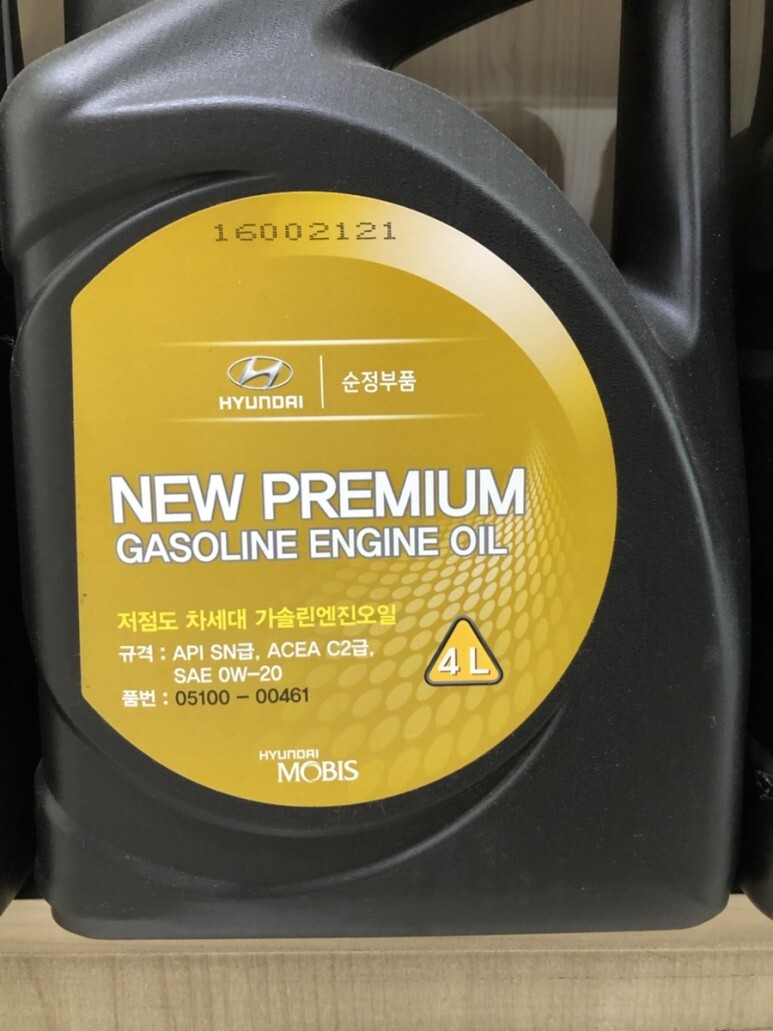 16002121
HYUNDAI 순정부품
NEW PREMIUM
GASOLINE ENGINE OIL
저점도 차세대 가솔린엔진오일
규격 : API SN급, ACEA C2급,
SAE 0W-20
4 L
품번 : 05100 - 00461
HYUNDAI
MOBIS